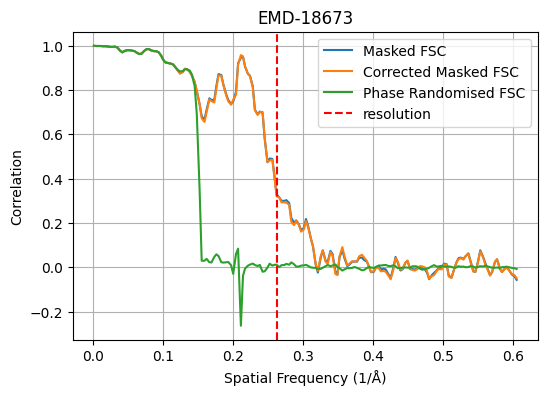 EMD-18673
Masked FSC
Corrected Masked FSC
Phase Randomised FSC
resolution
Correlation
1.0
0.8
0.6
0.4
0.2
0.0
−0.2
0.0 0.1 0.2 0.3 0.4 0.5 0.6
Spatial Frequency (1/Å)